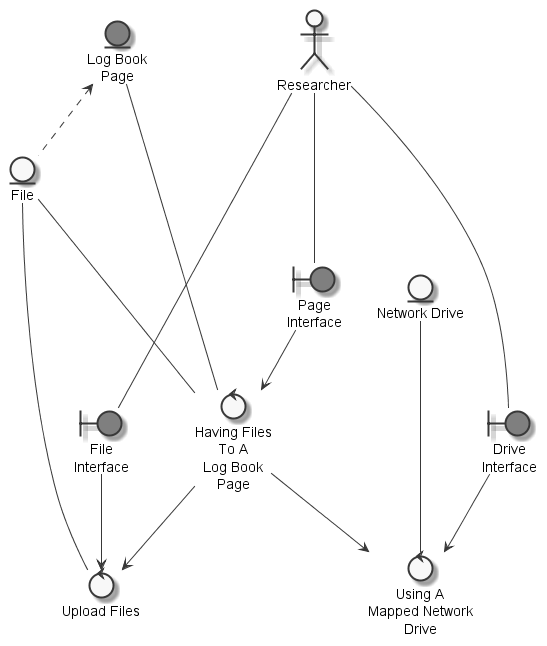 Log Book
Page
Researcher
File
Page
Interface
Network Drive
File
Interface
Having Files
To A
Log Book
Page
Drive
Interface
Upload Files
Using A
Mapped Network
Drive